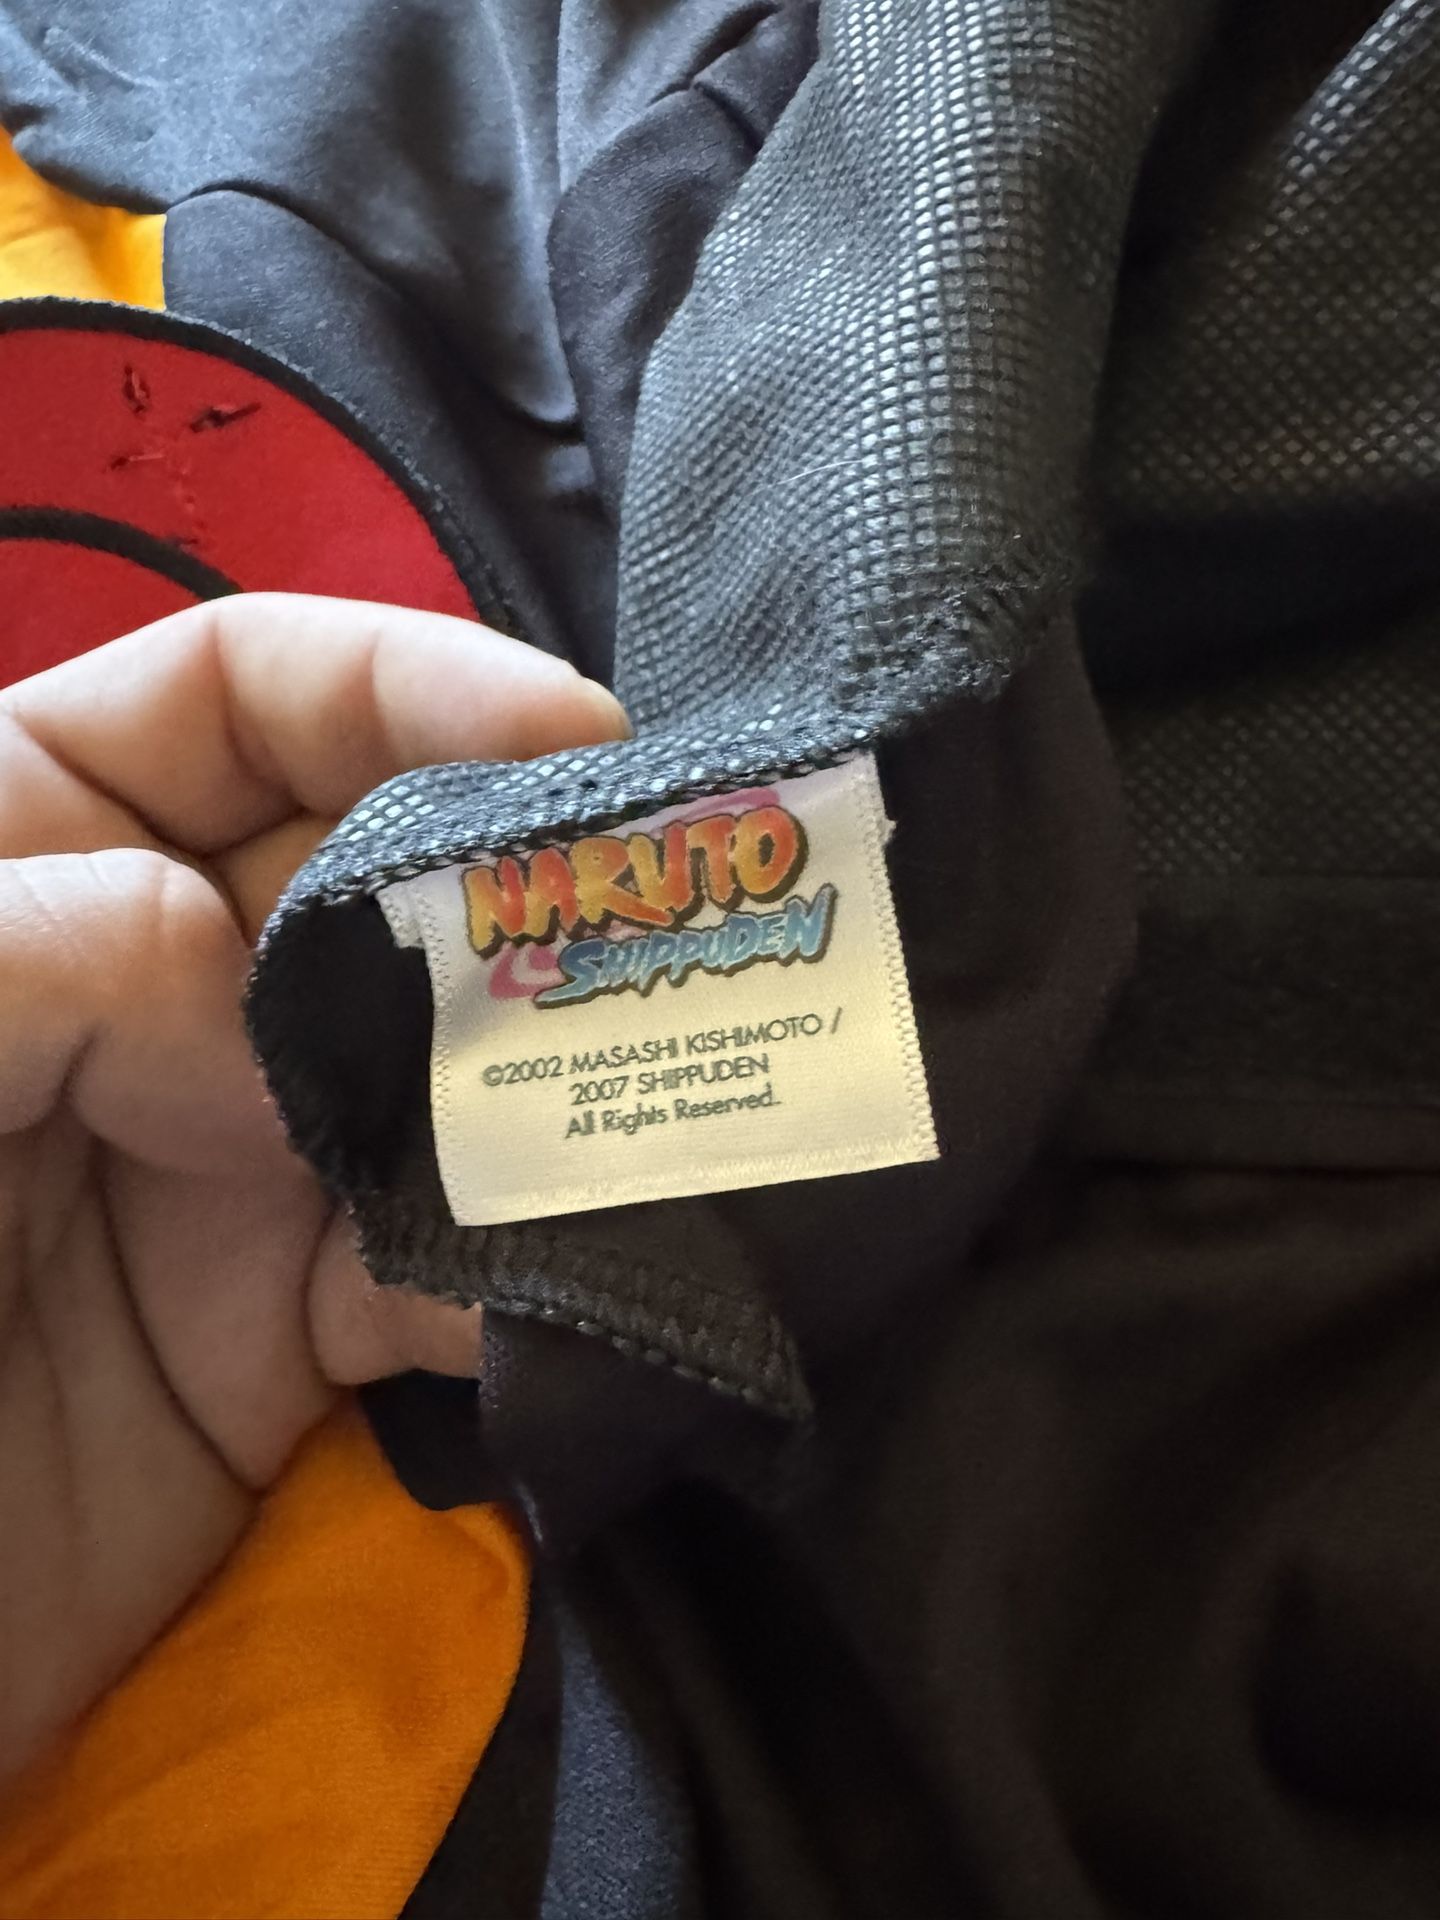 NARUTO
SHIPPUDEN
©2002 MASASHI KISHIMOTO /
2007 SHIPPUDEN
All Rights Reserved.